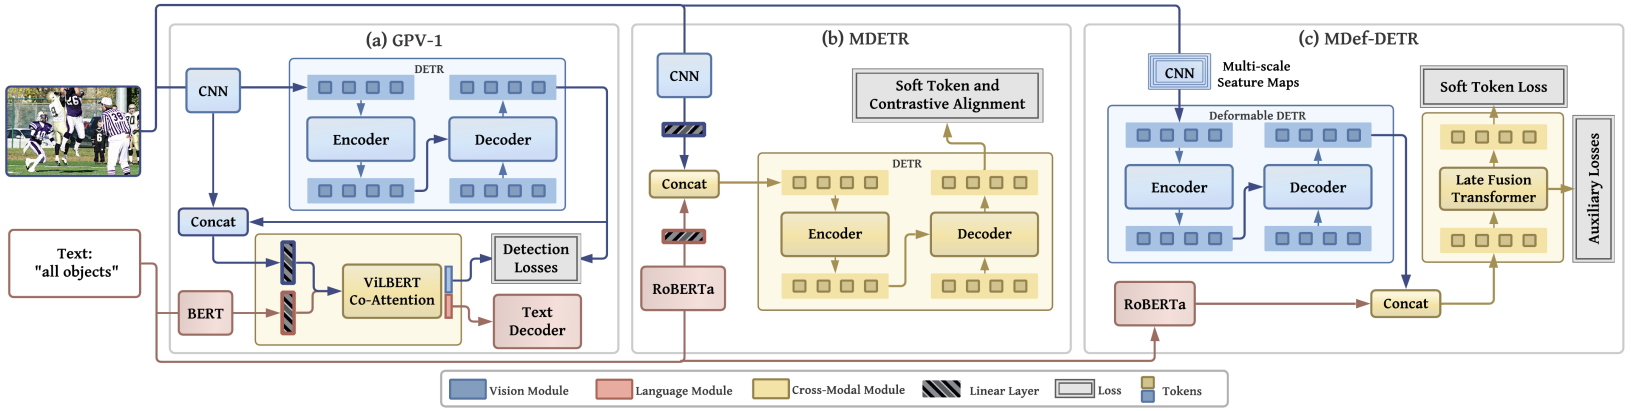 (a) GPV-1
CNN
DETR
Encoder
Decoder
Concat
Text:
"all objects"
BERT
ViLBERT
Co-Attention
Detection
Losses
Text
Decoder
(b) MDETR
CNN
Concat
RoBERTa
Soft Token and
Contrastive Alignment
DETR
Encoder
Decoder
(c) MDef-DETR
CNN
Multi-scale
Seature Maps
Deformable DETR
Encoder
Decoder
RoBERTa
Concat
Soft Token Loss
Late Fusion
Transformer
Auxiliary Losses
Vision Module
Language Module
Cross-Modal Module
Linear Layer
Loss
Tokens